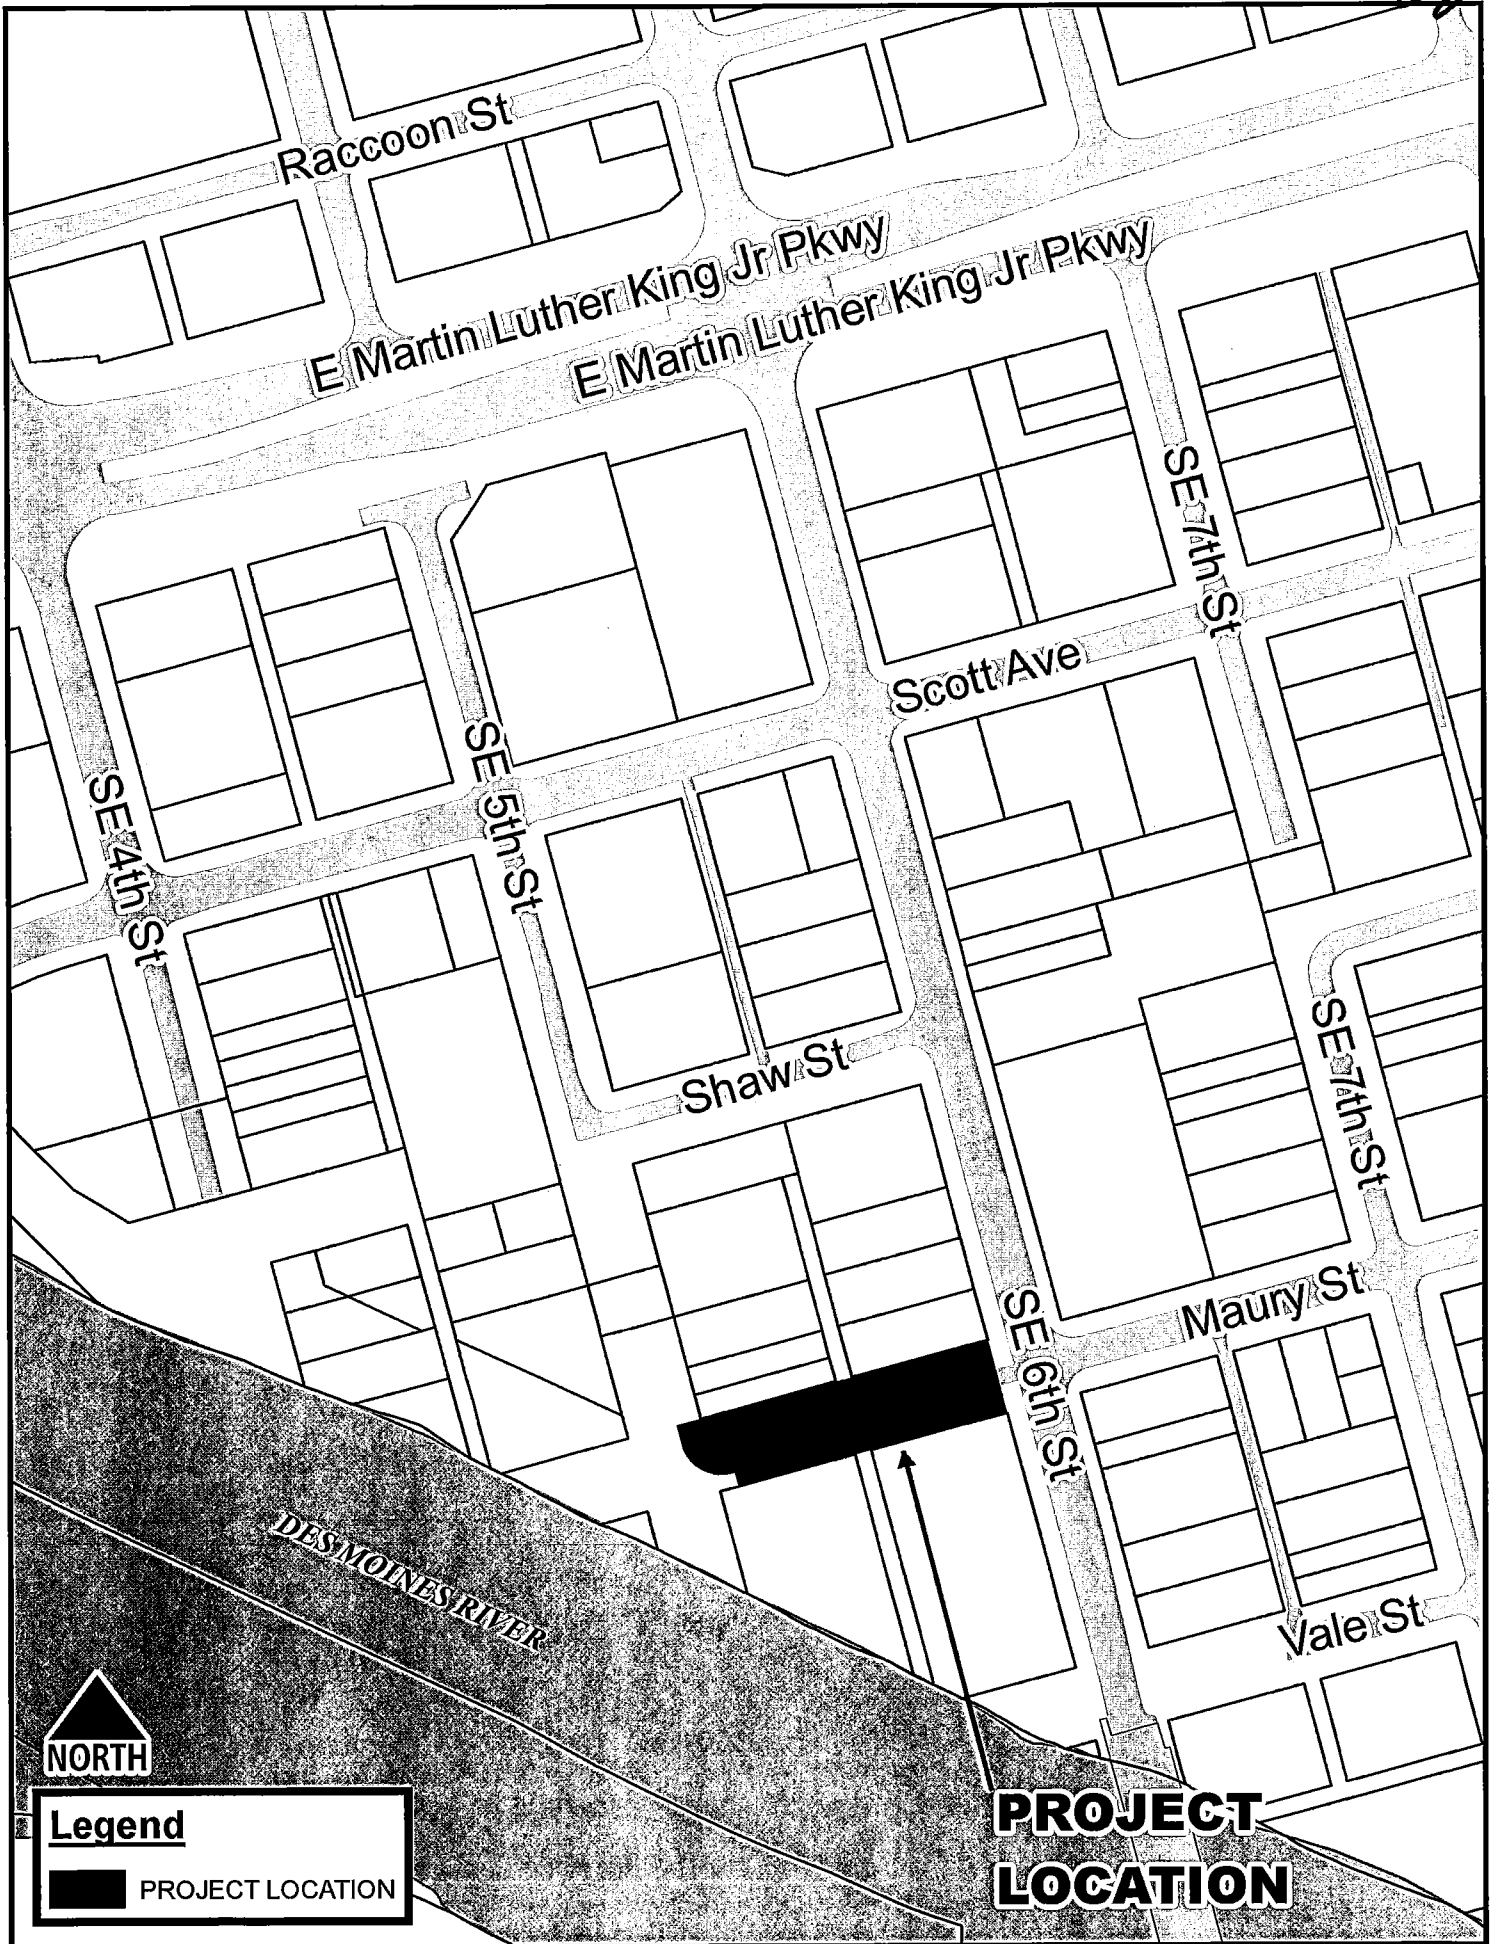 Raccoon St
E Martin Luther King Jr Pkwy
E Martin Luther King Jr Pkwy
SE 7th St
Scott Ave
SE 5th St
SE 4th St
Shaw St
SE 7th St
Maury St
SE 6th St
DES MOINES RIVER
Vale St
NORTH
Legend
PROJECT LOCATION
PROJECT
LOCATION